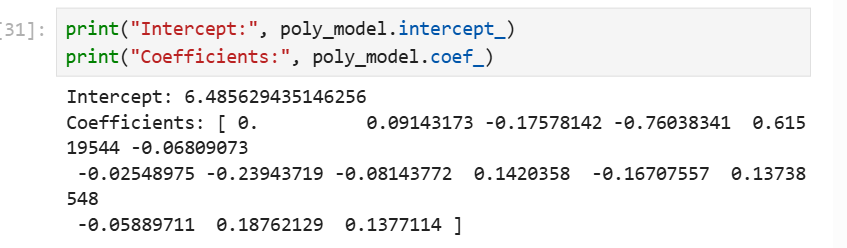 [31]: print("Intercept:", poly_model.intercept_)
print("Coefficients:", poly_model.coef_)
Intercept: 6.485629435146256
Coefficients: [ 0.          0.09143173 -0.17578142 -0.76038341  0.615
19544 -0.06809073
 -0.02548975 -0.23943719 -0.08143772  0.1420358  -0.16707557  0.13738
548
 -0.05889711  0.18762129  0.1377114 ]